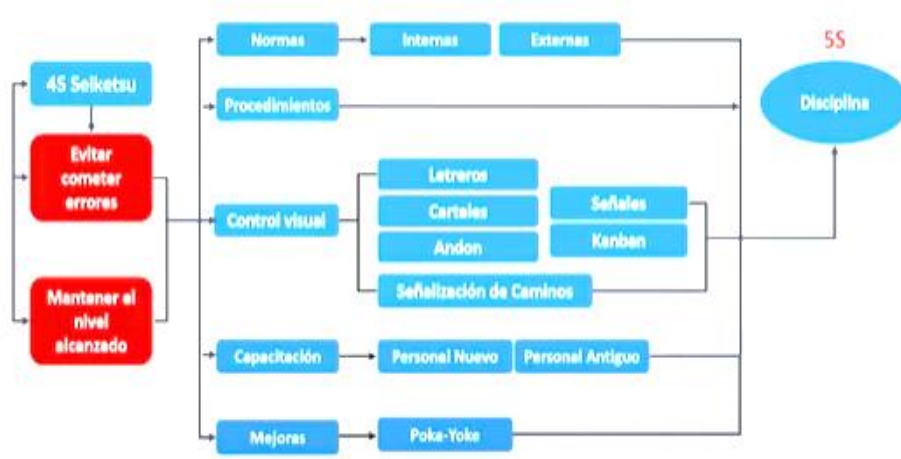 Normas
Internas
Externas
5S
4S Seiketsu
Procedimientos
Disciplina
Evitar
cometer
errores
Letreros
Carteles
Señales
Control visual
Andon
Kanban
Señalización de Caminos
Mantener el
nivel
alcanzado
Capacitación
Personal Nuevo
Personal Antiguo
Mejoras
Poka-Yoke